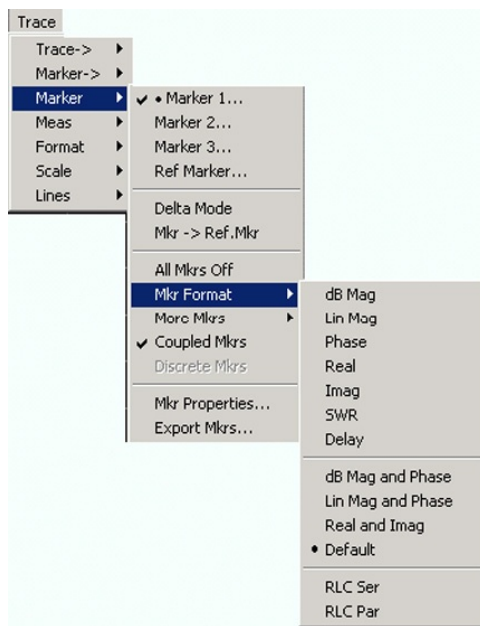 Trace
Trace->
Marker->
Marker
Meas
Format
Scale
Lines
✓ • Marker 1...
Marker 2...
Marker 3...
Ref Marker...
Delta Mode
Mkr -> Ref.Mkr
All Mkrs Off
Mkr Format
More Mkrs
✓ Coupled Mkrs
Discrete Mkrs
Mkr Properties...
Export Mkrs...
dB Mag
Lin Mag
Phase
Real
Imag
SWR
Delay
dB Mag and Phase
Lin Mag and Phase
Real and Imag
• Default
RLC Ser
RLC Par